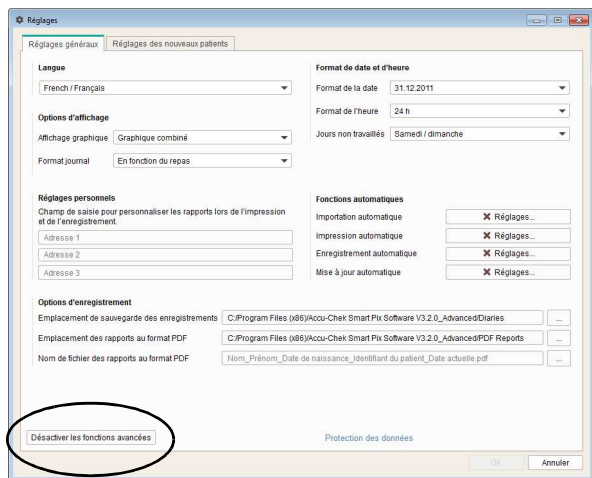 Réglages
Réglages généraux
Réglages des nouveaux patients
Langue
French / Français
Options d'affichage
Affichage graphique Graphique combiné
Format journal En fonction du repas
Format de date et d'heure
Format de la date 31.12.2011
Format de l'heure 24 h
Jours non travaillés Samedi / dimanche
Réglages personnels
Champ de saisie pour personnaliser les rapports lors de l'impression
et de l'enregistrement.
Adresse 1
Adresse 2
Adresse 3
Fonctions automatiques
Importation automatique Réglages...
Impression automatique Réglages...
Enregistrement automatique Réglages...
Mise à jour automatique Réglages...
Options d'enregistrement
Emplacement de sauvegarde des enregistrements C:/Program Files (x86)/Accu-Chek Smart Pix Software V3.2.0_Advanced/Diaries ...
Emplacement des rapports au format PDF C:/Program Files (x86)/Accu-Chek Smart Pix Software V3.2.0_Advanced/PDF Reports ...
Nom de fichier des rapports au format PDF Nom_Prénom_Date de naissance_Identifiant du patient_Date actuelle.pdf ...
Désactiver les fonctions avancées
Protection des données
Ok Annuler